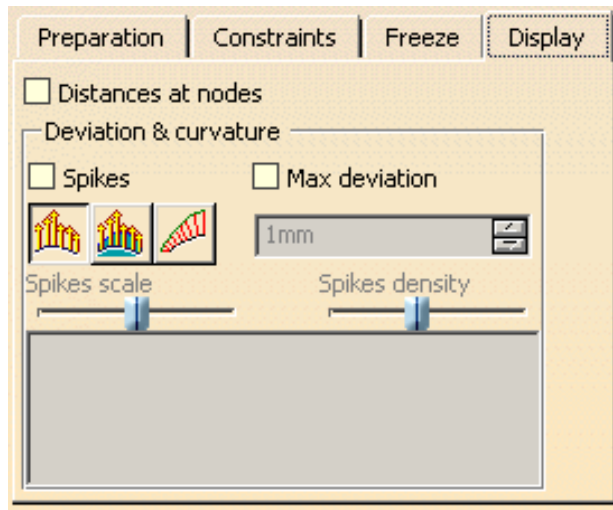 Preparation Constraints Freeze Display
Distances at nodes
Deviation & curvature
Spikes Max deviation
1mm
Spikes scale Spikes density